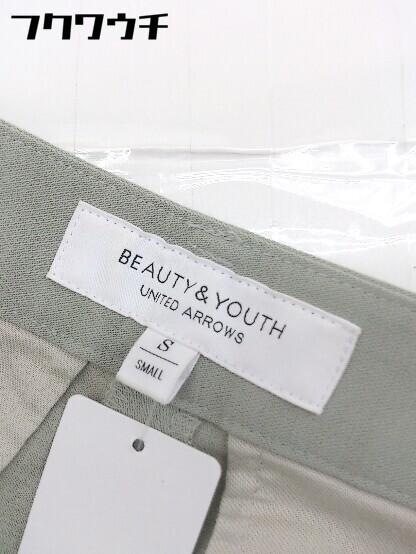 フクワウチ
BEAUTY & YOUTH
UNITED ARROWS
S
SMALL